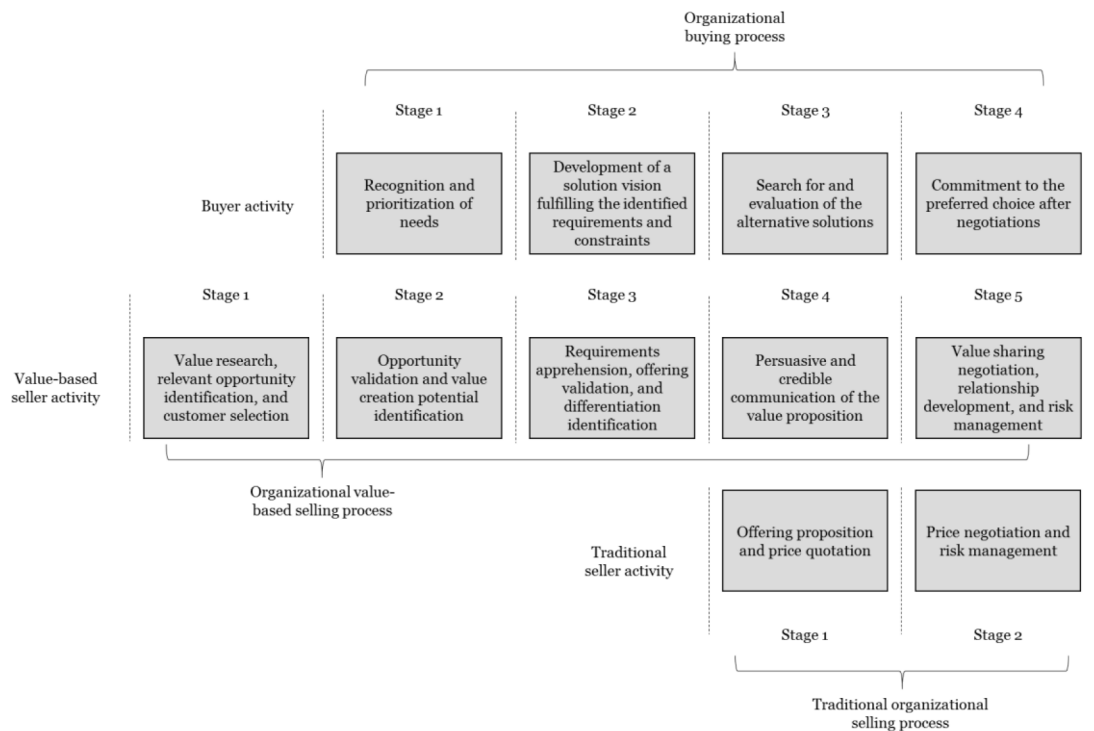 Organizational
buying process
Stage 1
Stage 2
Stage 3
Stage 4
Buyer activity
Recognition and
prioritization of
needs
Development of a
solution vision
fulfilling the identified
requirements and
constraints
Search for and
evaluation of the
alternative solutions
Commitment to the
preferred choice after
negotiations
Stage 1
Stage 2
Stage 3
Stage 4
Stage 5
Value-based
seller activity
Value research,
relevant opportunity
identification, and
customer selection
Opportunity
validation and value
creation potential
identification
Requirements
apprehension, offering
validation, and
differentiation
identification
Persuasive and
credible
communication of the
value proposition
Value sharing
negotiation,
relationship
development, and risk
management
Organizational value-
based selling process
Traditional
seller activity
Offering proposition
and price quotation
Price negotiation and
risk management
Stage 1
Stage 2
Traditional organizational
selling process